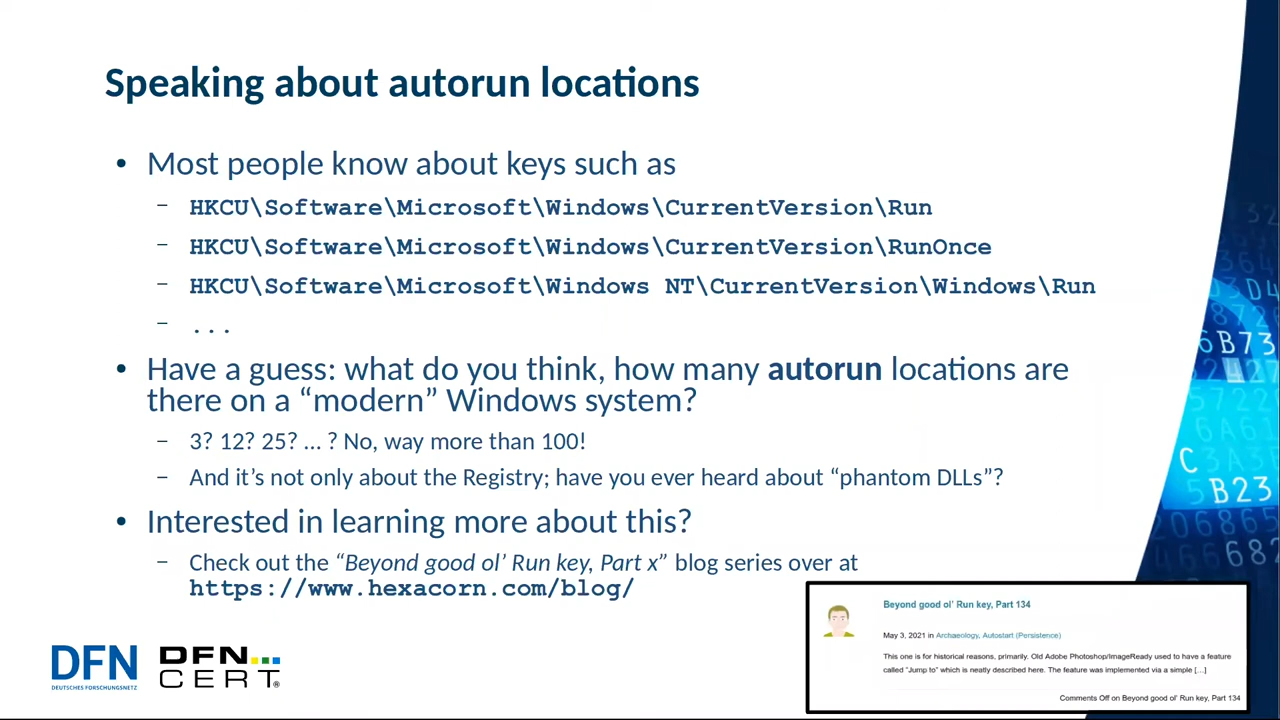 Speaking about autorun locations
• Most people know about keys such as
– HKCU\Software\Microsoft\Windows\CurrentVersion\Run
– HKCU\Software\Microsoft\Windows\CurrentVersion\RunOnce
– HKCU\Software\Microsoft\Windows NT\CurrentVersion\Windows\Run
– ...
• Have a guess: what do you think, how many autorun locations are
there on a “modern” Windows system?
– 3? 12? 25? ... ? No, way more than 100!
– And it’s not only about the Registry; have you ever heard about “phantom DLLs”?
• Interested in learning more about this?
– Check out the “Beyond good ol’ Run key, Part x” blog series over at
https://www.hexacorn.com/blog/
Beyond good ol’ Run key, Part 134
May 3, 2021 in Archaeology, Autostart (Persistence)
This one is for historical reasons, primarily. Old Adobe Photoshop/ImageReady used to have a feature
called “Jump to” which is neatly described here. The feature was implemented via a simple [...]
Comments Off on Beyond good ol’ Run key, Part 134
DFN
DEUTSCHES FORSCHUNGSNETZ
DFN
CERT®
6B73
B23